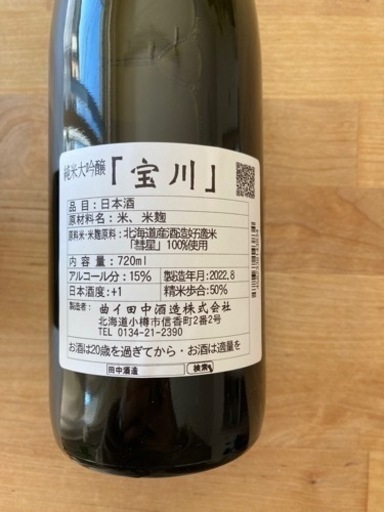 純米大吟醸「宝川」
品目:日本酒
原材料名:米、米麹
原料米・米麹原料:北海道産酒造好適米
「彗星」100%使用
内容量:720ml
アルコール分:15% 製造年月:2022.8
日本酒度:+1 精米歩合:50%
製造者: 曲イ田中酒造株式会社
北海道小樽市信香町2番2号
TEL 0134-21-2390
お酒は20歳を過ぎてから・お酒は適量を
田中酒造 検索